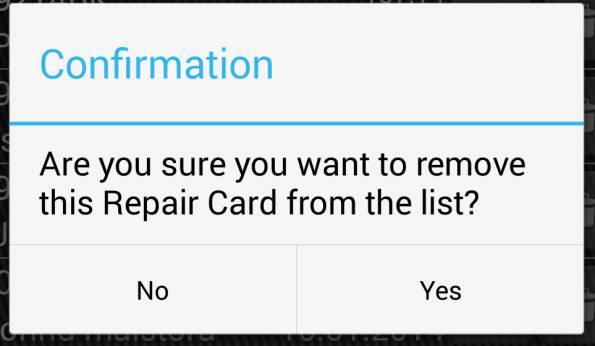 Confirmation
Are you sure you want to remove
this Repair Card from the list?
No
Yes